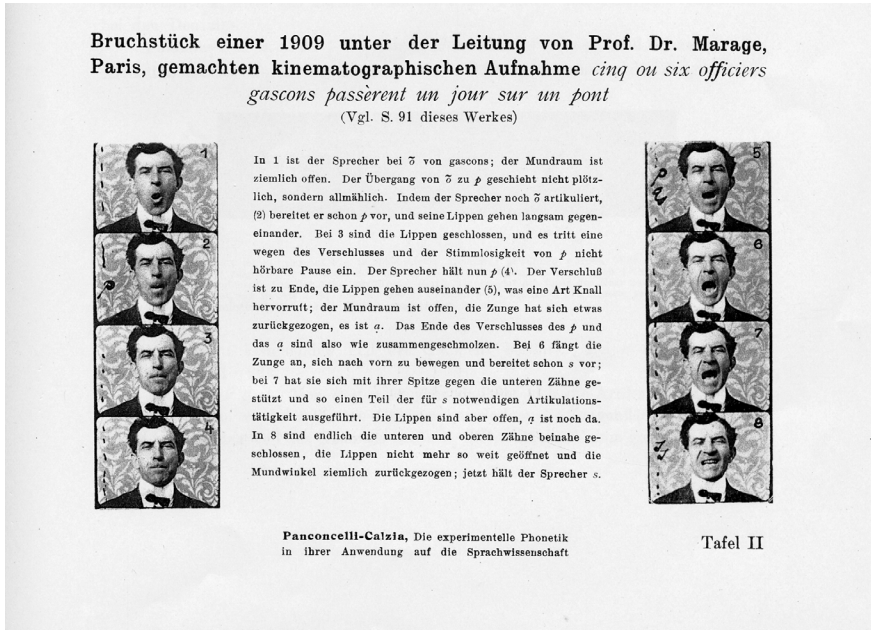 Bruchstück einer 1909 unter der Leitung von Prof. Dr. Marage,
Paris, gemachten kinematographischen Aufnahme cinq ou six officiers
gascons passèrent un jour sur un pont
(Vgl. S. 91 dieses Werkes)
1
2
p
3
4
In 1 ist der Sprecher bei õ von gascons; der Mundraum ist
ziemlich offen. Der Übergang von õ zu p geschieht nicht plötz-
lich, sondern allmählich. Indem der Sprecher noch õ artikuliert,
(2) bereitet er schon p vor, und seine Lippen gehen langsam gegen-
einander. Bei 3 sind die Lippen geschlossen, und es tritt eine
wegen des Verschlusses und der Stimmlosigkeit von p nicht
hörbare Pause ein. Der Sprecher hält nun p (4). Der Verschluß
ist zu Ende, die Lippen gehen auseinander (5), was eine Art Knall
hervorruft; der Mundraum ist offen, die Zunge hat sich etwas
zurückgezogen, es ist ạ. Das Ende des Verschlusses des p und
das ạ sind also wie zusammengeschmolzen. Bei 6 fängt die
Zunge an, sich nach vorn zu bewegen und bereitet schon s vor;
bei 7 hat sie sich mit ihrer Spitze gegen die unteren Zähne ge-
stützt und so einen Teil der für s notwendigen Artikulations-
tätigkeit ausgeführt. Die Lippen sind aber offen, ạ ist noch da.
In 8 sind endlich die unteren und oberen Zähne beinahe ge-
schlossen, die Lippen nicht mehr so weit geöffnet und die
Mundwinkel ziemlich zurückgezogen; jetzt hält der Sprecher s.
5
6
7
8
Panconcelli-Calzia, Die experimentelle Phonetik
in ihrer Anwendung auf die Sprachwissenschaft
Tafel II